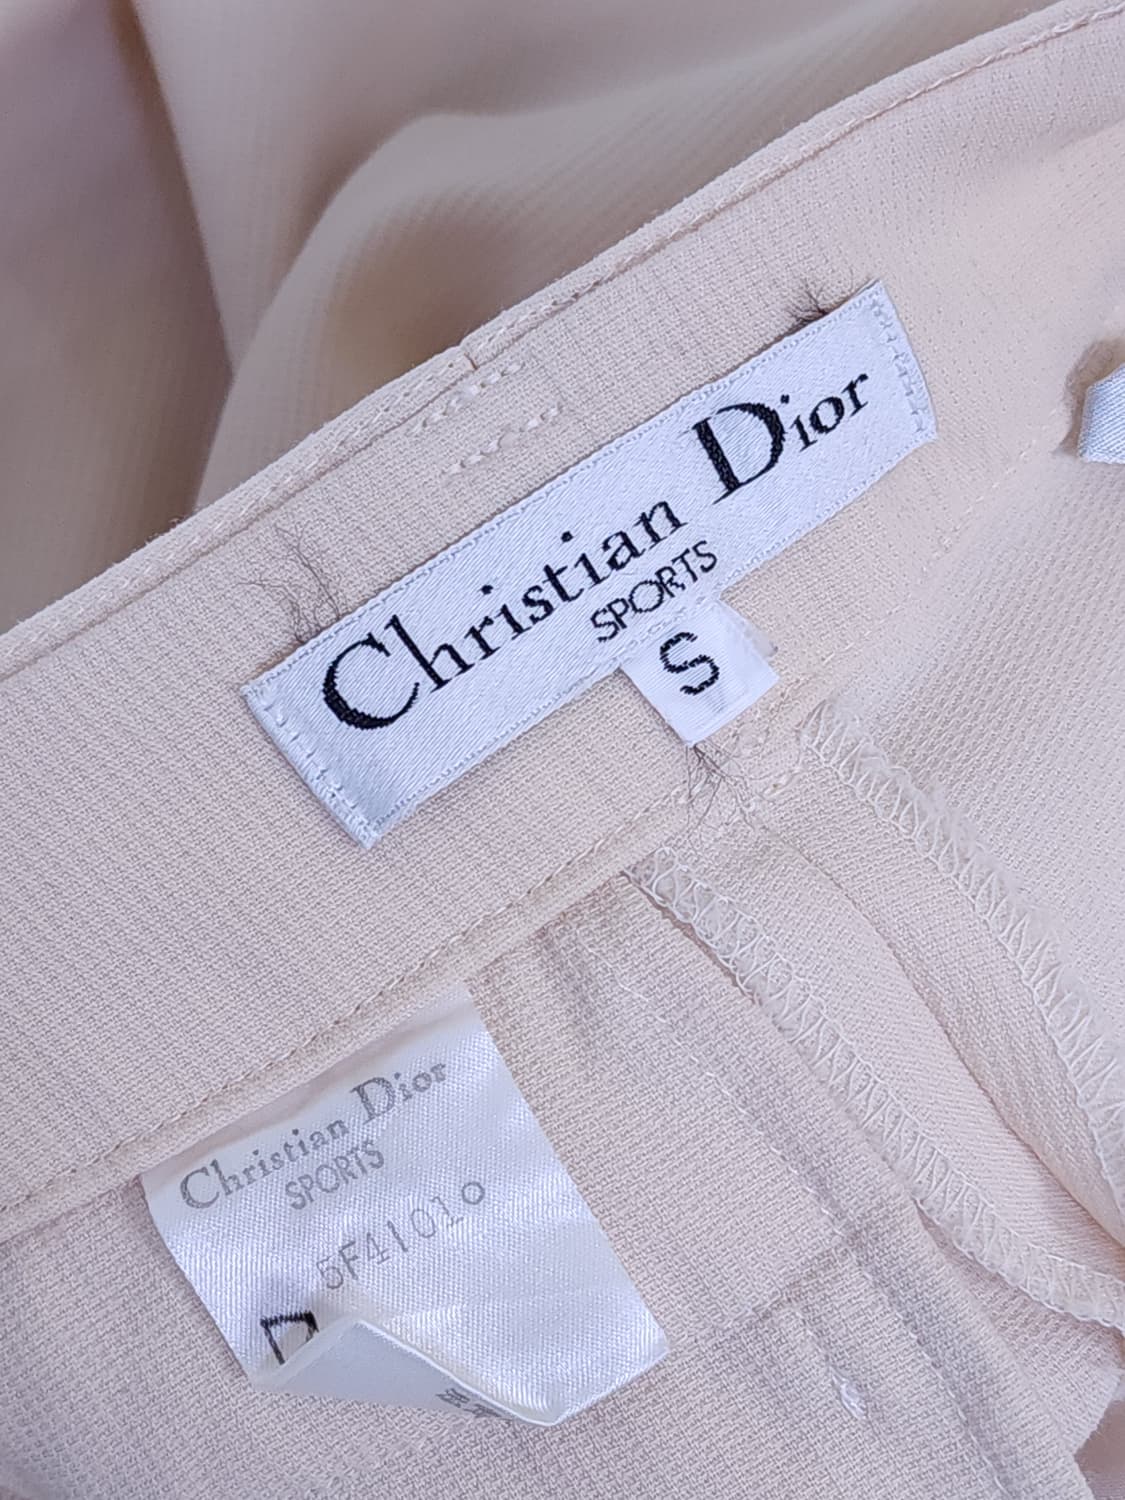 Christian Dior
SPORTS
S
Christian Dior
SPORTS
5F41010